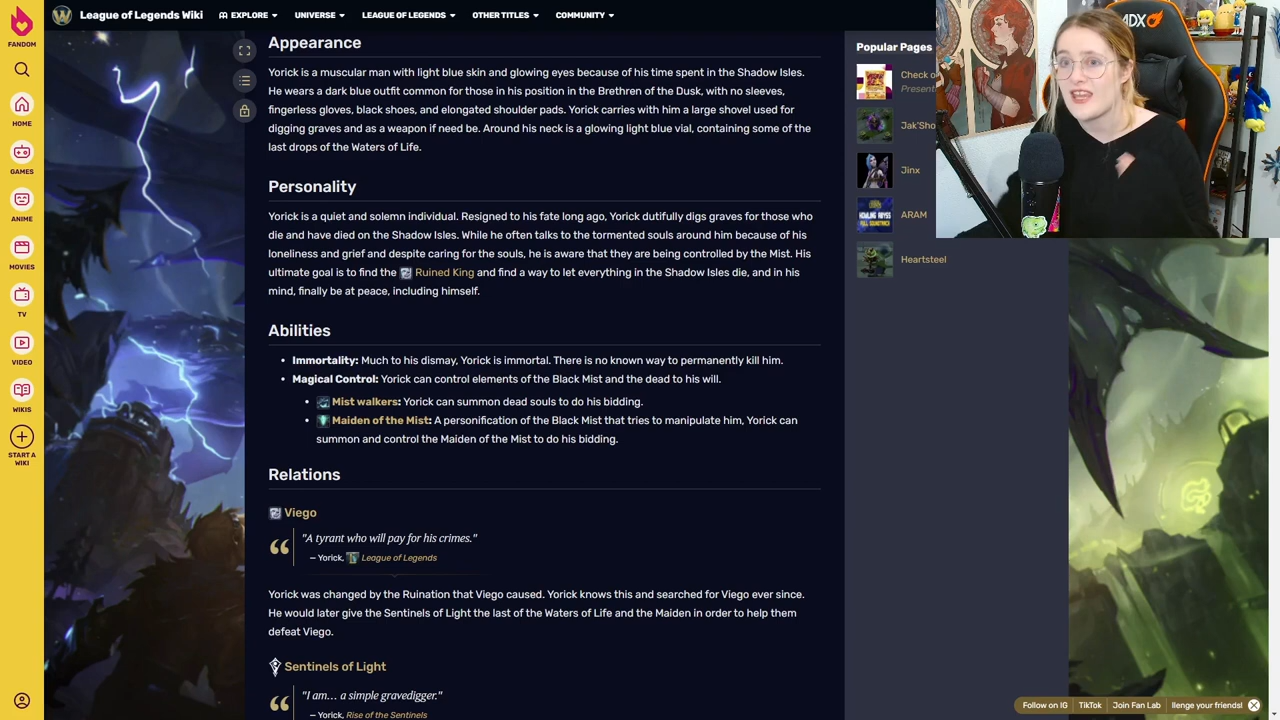 League of Legends Wiki
EXPLORE
UNIVERSE
LEAGUE OF LEGENDS
OTHER TITLES
COMMUNITY
FANDOM
HOME
GAMES
ANIME
MOVIES
TV
VIDEO
WIKIS
START A
WIKI
Appearance
Yorick is a muscular man with light blue skin and glowing eyes because of his time spent in the Shadow Isles.
He wears a dark blue outfit common for those in his position in the Brethren of the Dusk, with no sleeves,
fingerless gloves, blue shoes, and elongated shoulder pads. Yorick carries with him a large shovel used for
digging graves and as a weapon if need be. Around his neck is a glowing light blue vial, containing some of the
last drops of the Waters of Life.
Personality
Yorick is a quiet and solemn individual. Resigned to his fate long ago, Yorick dutifully digs graves for those who
die and have died on the Shadow Isles. While he often talks to the tormented souls around him because of his
loneliness and grief and despite caring for the souls, he is aware that they are being controlled by the Mist. His
ultimate goal is to find the Ruined King and find a way to let everything in the Shadow Isles die, and in his
mind, finally be at peace, including himself.
Abilities
• Immortality: Much to his dismay, Yorick is immortal. There is no known way to permanently kill him.
• Magical Control: Yorick can control elements of the Black Mist and the dead to his will.
• Mist walkers: Yorick can summon dead souls to do his bidding.
• Maiden of the Mist: A personification of the Black Mist that tries to manipulate him, Yorick can
summon and control the Maiden of the Mist to do his bidding.
Relations
Viego
"A tyrant who will pay for his crimes."
— Yorick, League of Legends
Yorick was changed by the Ruination that Viego caused. Yorick knows this and searched for Viego ever since.
He would later give the Sentinels of Light the last of the Waters of Life and the Maiden in order to help them
defeat Viego.
Sentinels of Light
"I am… a simple gravedigger."
— Yorick, Rise of the Sentinels
Popular Pages
Check o
Present
Jak'Sho
Jinx
ARAM
Heartsteel
ADX
Follow on IG
TikTok
Join Fan Lab
llenge your friends!